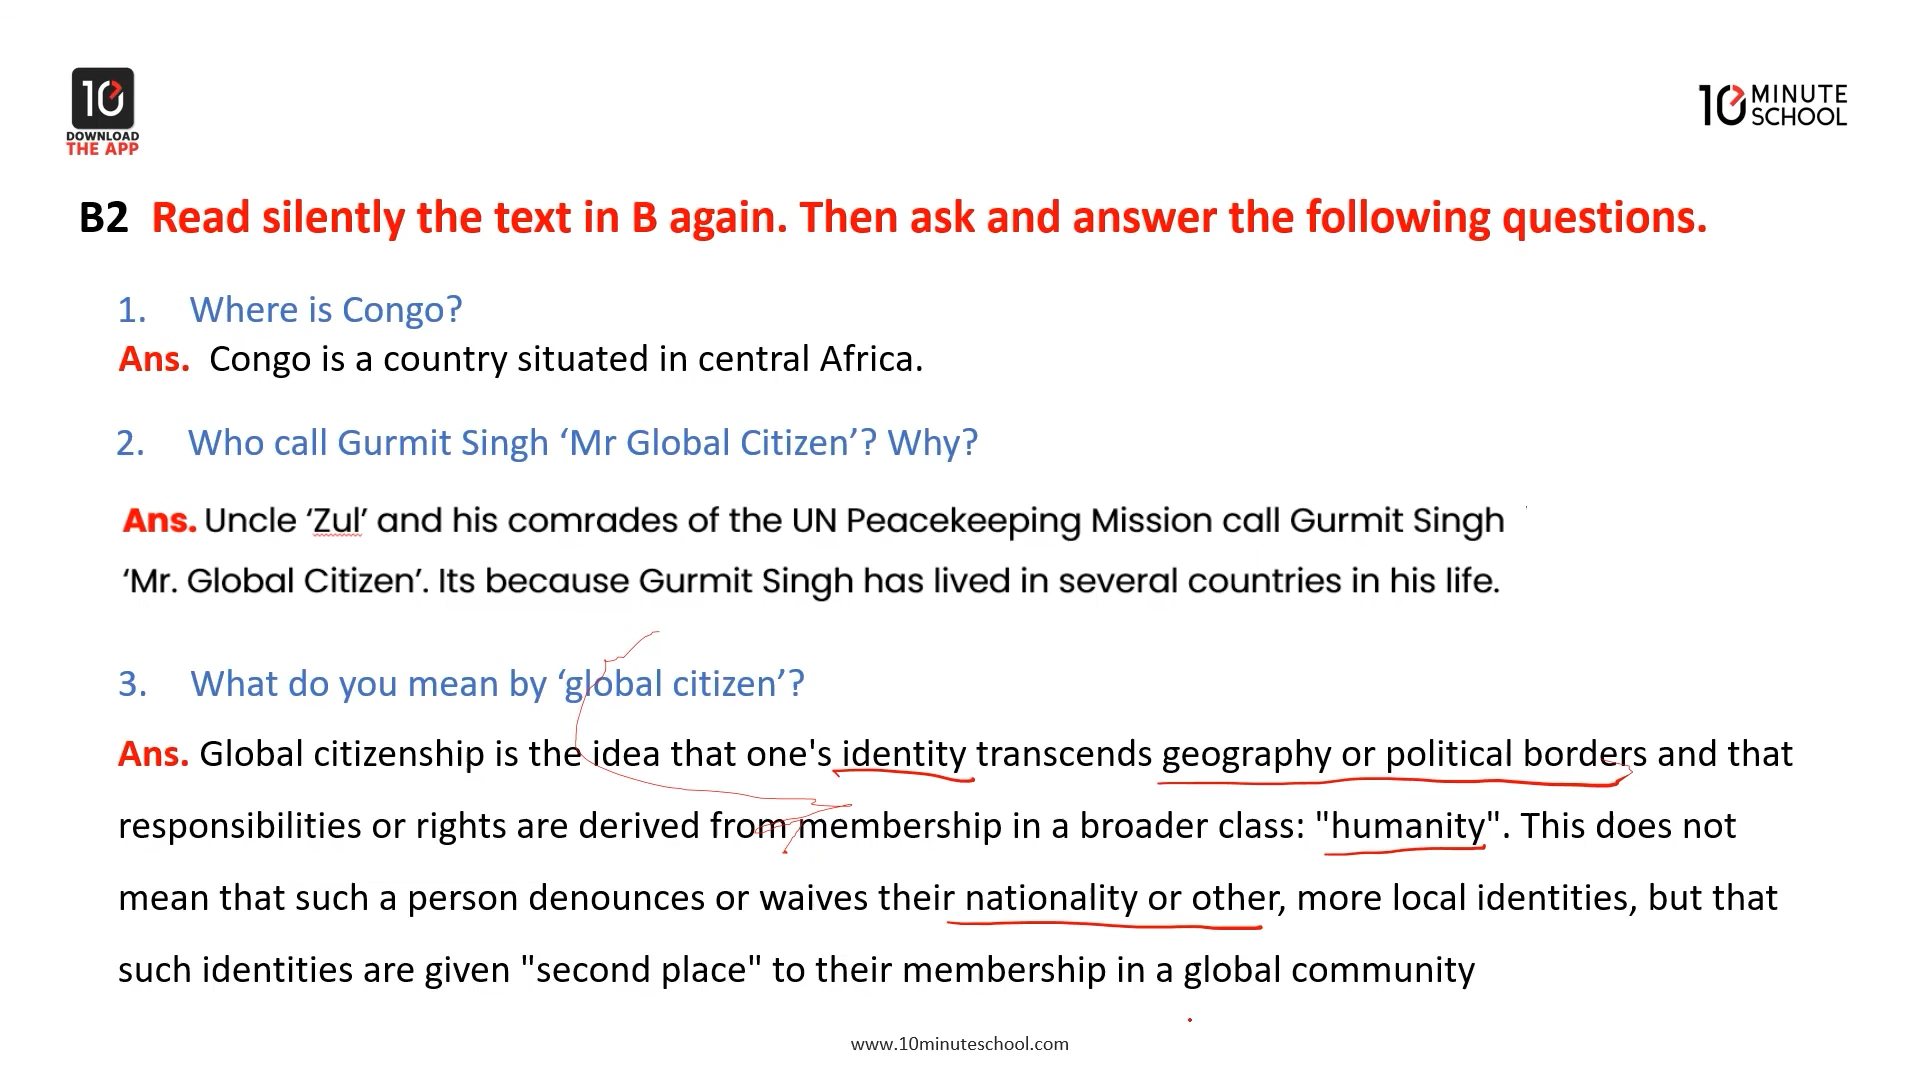 10
DOWNLOAD
THE APP
10 MINUTE
SCHOOL
B2 Read silently the text in B again. Then ask and answer the following questions.
1. Where is Congo?
Ans. Congo is a country situated in central Africa.
2. Who call Gurmit Singh ‘Mr Global Citizen’? Why?
Ans. Uncle ‘Zul’ and his comrades of the UN Peacekeeping Mission call Gurmit Singh
‘Mr. Global Citizen’. Its because Gurmit Singh has lived in several countries in his life.
3. What do you mean by ‘global citizen’?
Ans. Global citizenship is the idea that one's identity transcends geography or political borders and that
responsibilities or rights are derived from membership in a broader class: "humanity". This does not
mean that such a person denounces or waives their nationality or other, more local identities, but that
such identities are given "second place" to their membership in a global community
www.10minuteschool.com